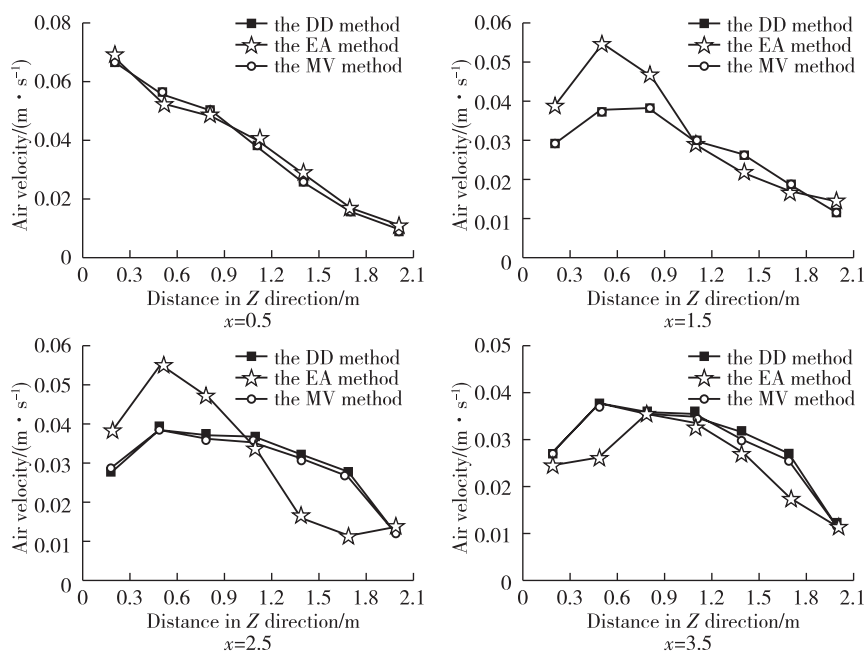 0.08
0.06
0.04
0.02
0
Air velocity/(m · s⁻¹)
the DD method
the EA method
the MV method
0 0.3 0.6 0.9 1.2 1.5 1.8 2.1
Distance in Z direction/m
x=0.5
0.06
0.05
0.04
0.03
0.02
0.01
0
Air velocity/(m · s⁻¹)
the DD method
the EA method
the MV method
0 0.3 0.6 0.9 1.2 1.5 1.8 2.1
Distance in Z direction/m
x=1.5
0.06
0.05
0.04
0.03
0.02
0.01
0
Air velocity/(m · s⁻¹)
the DD method
the EA method
the MV method
0 0.3 0.6 0.9 1.2 1.5 1.8 2.1
Distance in Z direction/m
x=2.5
0.05
0.04
0.03
0.02
0.01
0
Air velocity/(m · s⁻¹)
the DD method
the EA method
the MV method
0 0.3 0.6 0.9 1.2 1.5 1.8 2.1
Distance in Z direction/m
x=3.5